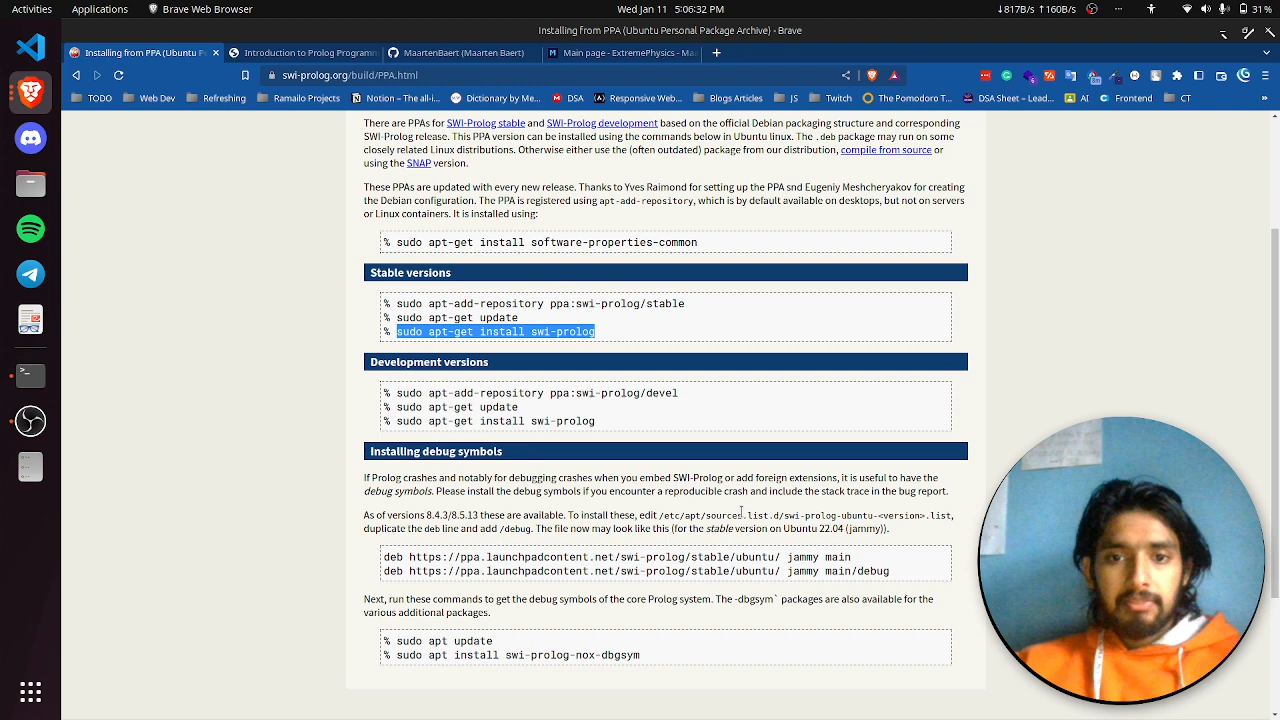 Activities Applications Brave Web Browser Wed Jan 11 5:06:32 PM ↓817B/s ↑160B/s 31%
Installing from PPA (Ubuntu Personal Package Archive) - Brave
Installing from PPA (Ubuntu P Introduction to Prolog Programm MaartenBaert (Maarten Baert) Main page - ExtremePhysics - Maa
swi-prolog.org/build/PPA.html
TODO Web Dev Refreshing Ramailo Projects Notion – The all-i... Dictionary by Me... DSA Responsive Web... Blogs Articles JS Twitch The Pomodoro T... DSA Sheet – Lead... AI Frontend CT
There are PPAs for SWI-Prolog stable and SWI-Prolog development based on the official Debian packaging structure and corresponding
SWI-Prolog release. This PPA version can be installed using the commands below in Ubuntu linux. The .deb package may run on some
closely related Linux distributions. Otherwise either use the (often outdated) package from our distribution, compile from source or
using the SNAP version.
These PPAs are updated with every new release. Thanks to Yves Raimond for setting up the PPA snd Eugeniy Meshcheryakov for creating
the Debian configuration. The PPA is registered using apt-add-repository, which is by default available on desktops, but not on servers
or Linux containers. It is installed using:
% sudo apt-get install software-properties-common
Stable versions
% sudo apt-add-repository ppa:swi-prolog/stable
% sudo apt-get update
% sudo apt-get install swi-prolog
Development versions
% sudo apt-add-repository ppa:swi-prolog/devel
% sudo apt-get update
% sudo apt-get install swi-prolog
Installing debug symbols
If Prolog crashes and notably for debugging crashes when you embed SWI-Prolog or add foreign extensions, it is useful to have the
debug symbols. Please install the debug symbols if you encounter a reproducible crash and include the stack trace in the bug report.
As of versions 8.4.3/8.5.13 these are available. To install these, edit /etc/apt/sources.list.d/swi-prolog-ubuntu-<version>.list,
duplicate the deb line and add /debug. The file now may look like this (for the stable version on Ubuntu 22.04 (jammy)).
deb https://ppa.launchpadcontent.net/swi-prolog/stable/ubuntu/ jammy main
deb https://ppa.launchpadcontent.net/swi-prolog/stable/ubuntu/ jammy main/debug
Next, run these commands to get the debug symbols of the core Prolog system. The -dbgsym` packages are also available for the
various additional packages.
% sudo apt update
% sudo apt install swi-prolog-nox-dbgsym